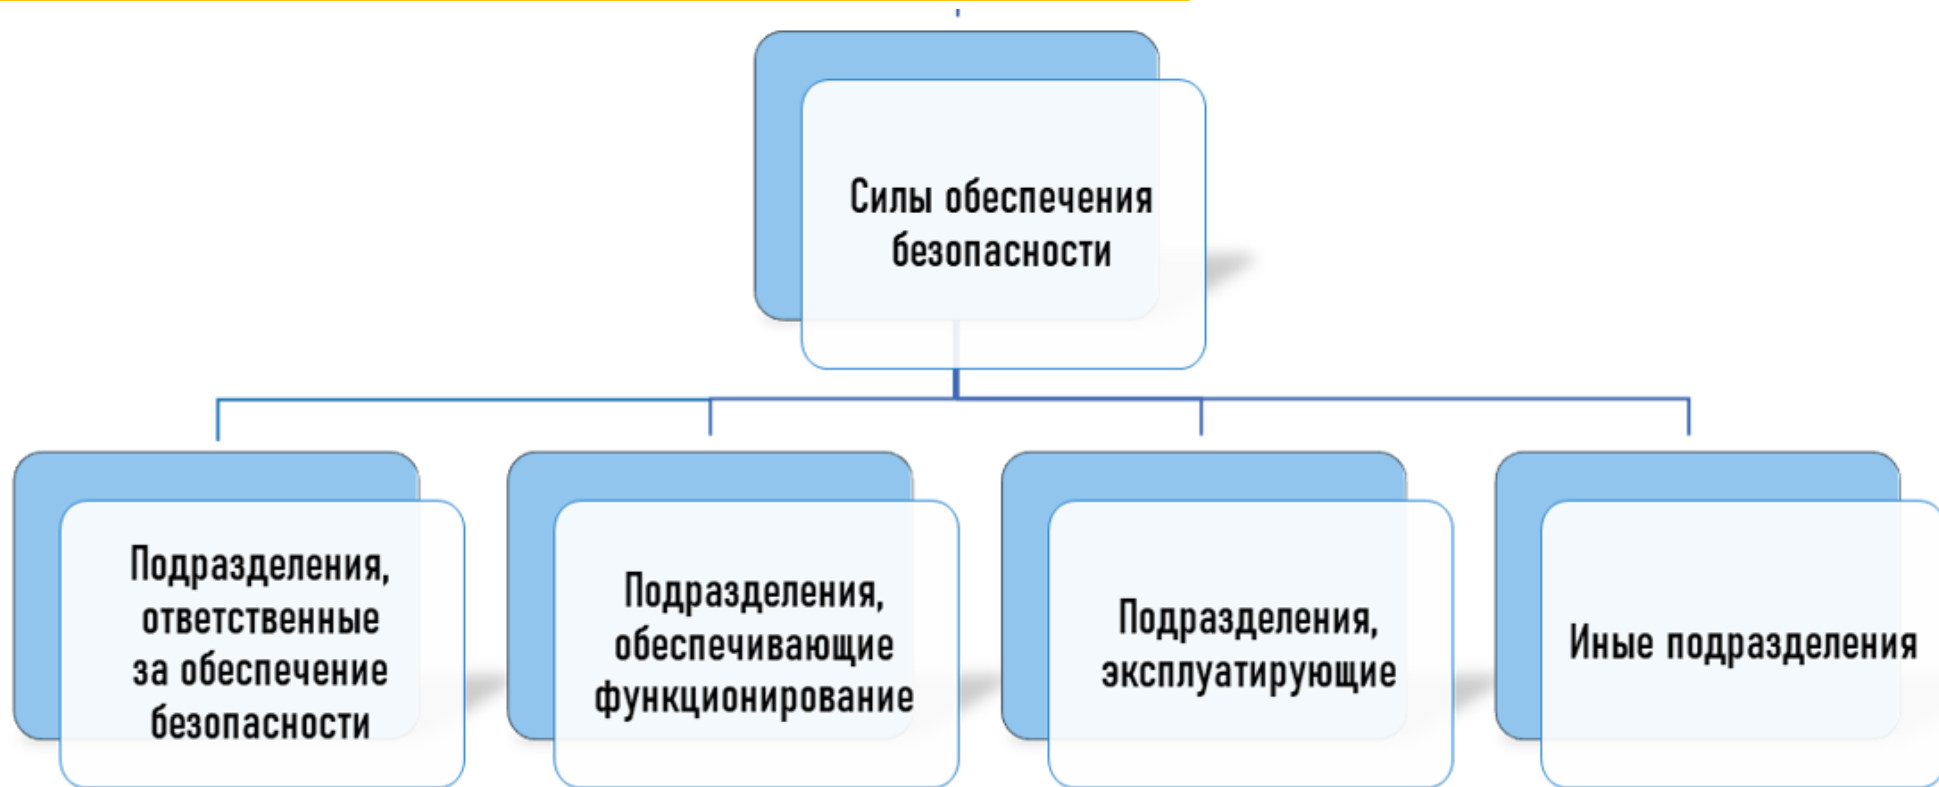 Силы обеспечения
безопасности
Подразделения,
ответственные
за обеспечение
безопасности
Подразделения,
обеспечивающие
функционирование
Подразделения,
эксплуатирующие
Иные подразделения